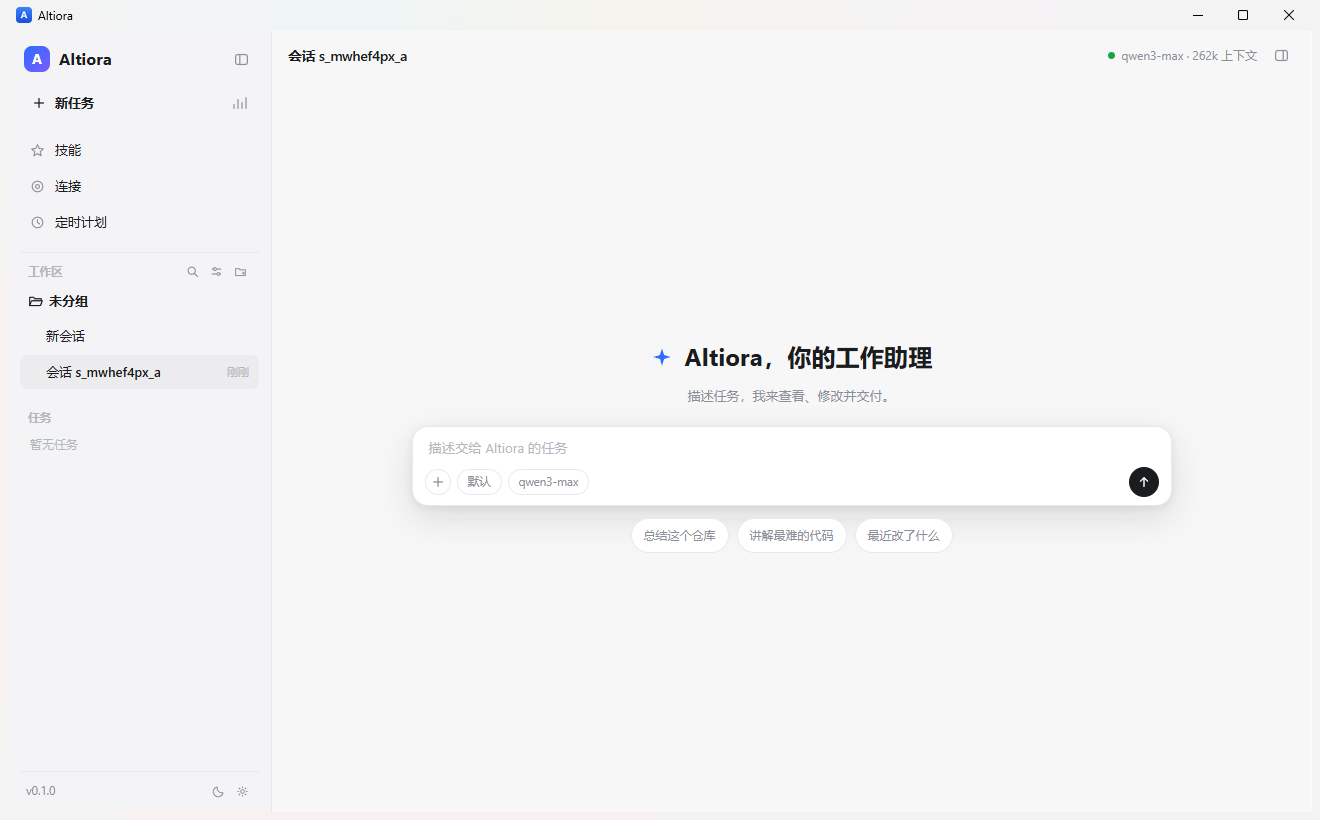 A Altiora
A Altiora
会话 s_mwhef4px_a
qwen3-max · 262k 上下文
新任务
技能
连接
定时计划
工作区
未分组
新会话
会话 s_mwhef4px_a 刚刚
任务
暂无任务
Altiora，你的工作助理
描述任务，我来查看、修改并交付。
描述交给 Altiora 的任务
默认 qwen3-max
总结这个仓库 讲解最难的代码 最近改了什么
v0.1.0